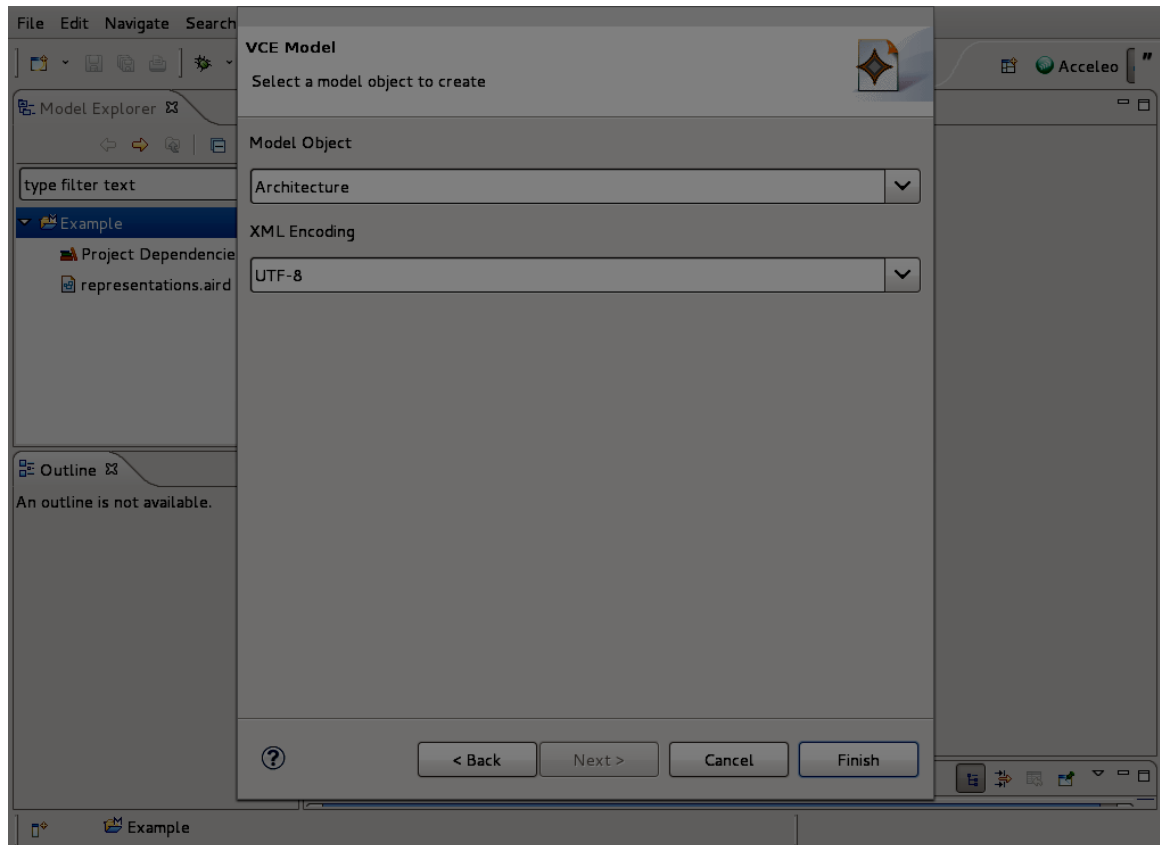 File Edit Navigate Search
VCE Model
Select a model object to create
Acceleo "
Model Explorer
type filter text
Example
Project Dependencie
representations.aird
Model Object
Architecture
XML Encoding
UTF-8
Outline
An outline is not available.
< Back
Next >
Cancel
Finish
Example